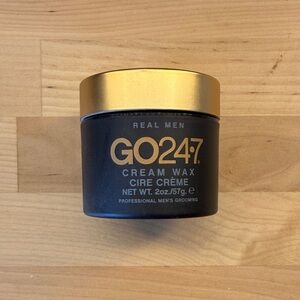 REAL MEN
GO24•7
CREAM WAX
CIRE CRÈME
NET WT. 2oz./57g. ℮
PROFESSIONAL MEN'S GROOMING